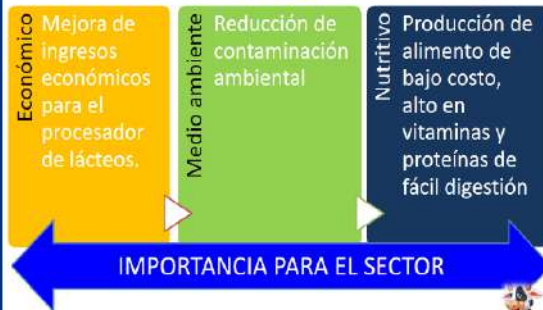 Económico
Mejora de
ingresos
económicos
para el
procesador
de lácteos.
Medio ambiente
Reducción de
contaminación
ambiental
Nutritivo
Producción de
alimento de
bajo costo,
alto en
vitaminas y
proteínas de
fácil digestión
IMPORTANCIA PARA EL SECTOR